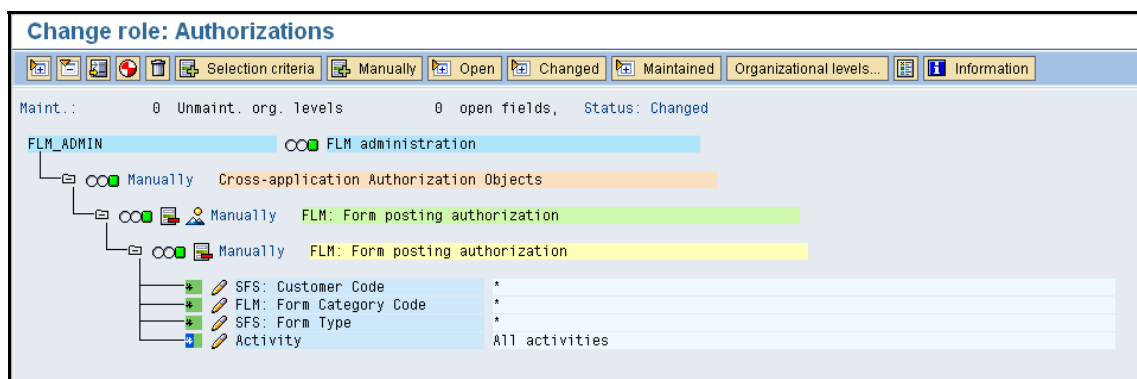 Change role: Authorizations
Selection criteria Manually Open Changed Maintained Organizational levels... Information
Maint.: 0 Unmaint. org. levels 0 open fields, Status: Changed
FLM_ADMIN FLM administration
Manually Cross-application Authorization Objects
Manually FLM: Form posting authorization
Manually FLM: Form posting authorization
* SFS: Customer Code *
* FLM: Form Category Code *
* SFS: Form Type *
* Activity All activities